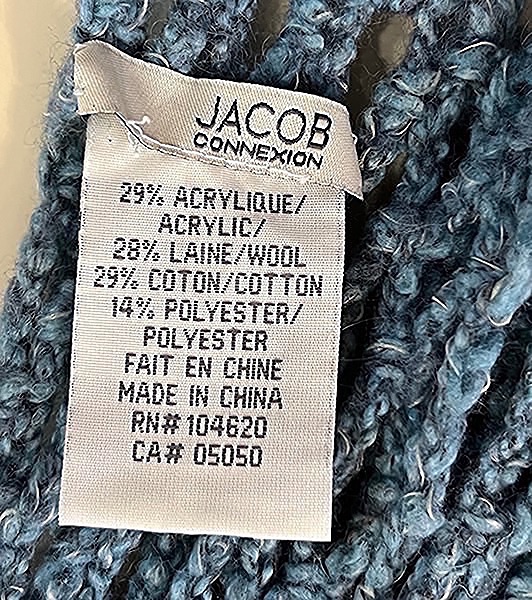 JACOB
CONNEXION
29% ACRYLIQUE/
ACRYLIC/
28% LAINE/WOOL
29% COTON/COTTON
14% POLYESTER/
POLYESTER
FAIT EN CHINE
MADE IN CHINA
RN# 104620
CA# 05050